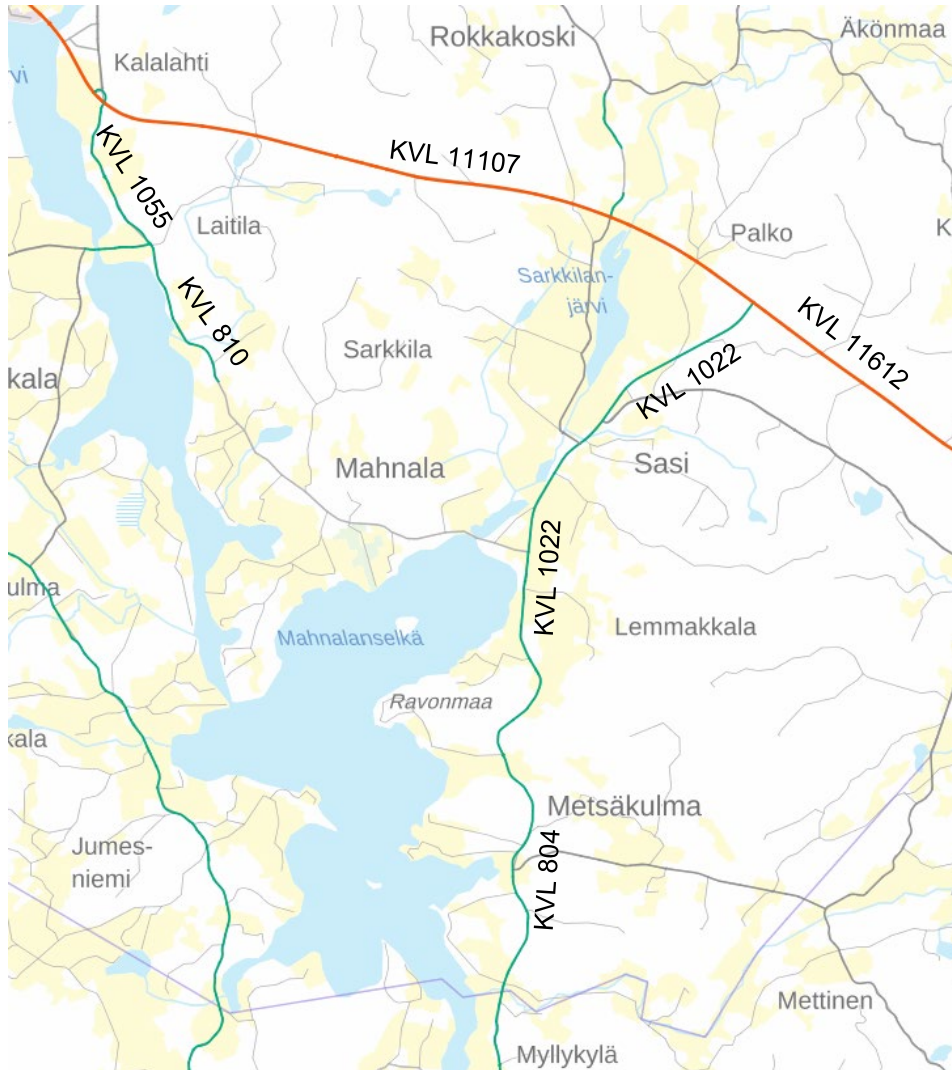 Rokkakoski
Äkönmaa
Kalalahti
rvi
KVL 11107
KVL 1055
Laitila
Palko
K
Sarkkilan-
järvi
KVL 810
KVL 11612
Sarkkila
KVL 1022
kala
Mahnala
Sasi
KVL 1022
ulma
Lemmakkala
Mahnalanselkä
Ravonmaa
kala
Metsäkulma
Jumes-
niemi
KVL 804
Mettinen
Myllykylä